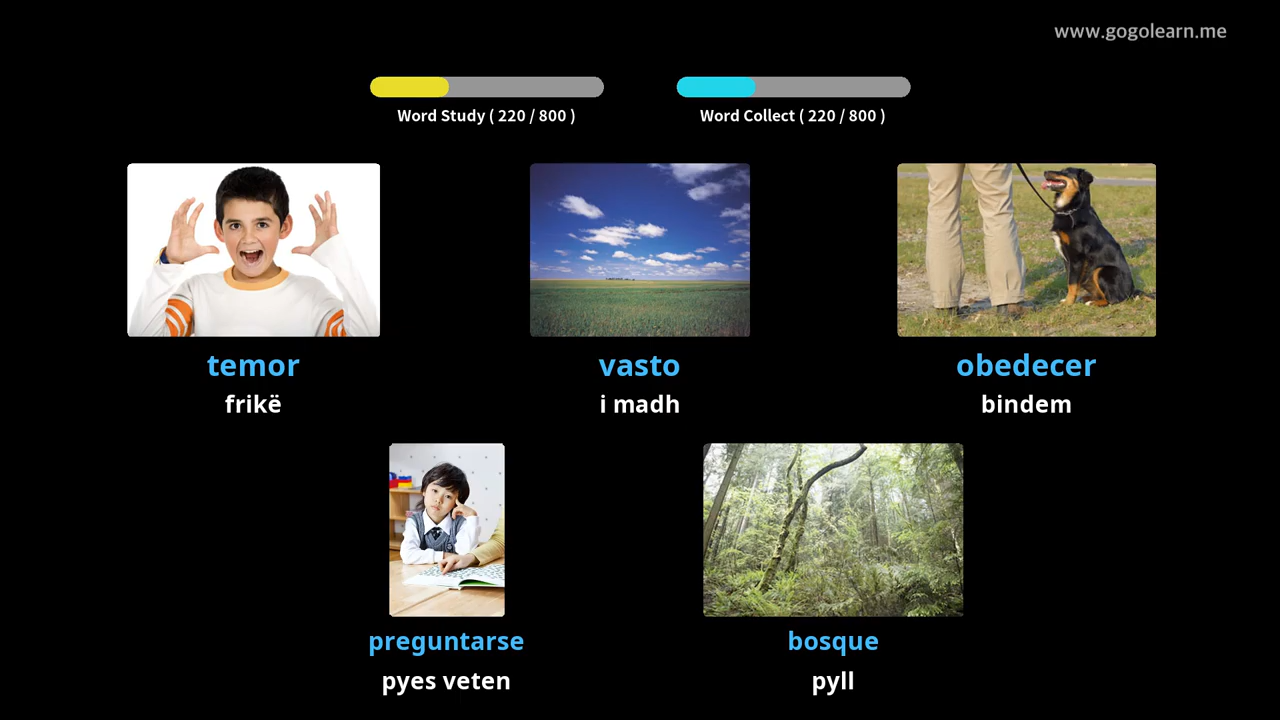 www.gogolearn.me
Word Study ( 220 / 800 )
Word Collect ( 220 / 800 )
temor
frikë
vasto
i madh
obedecer
bindem
preguntarse
pyes veten
bosque
pyll